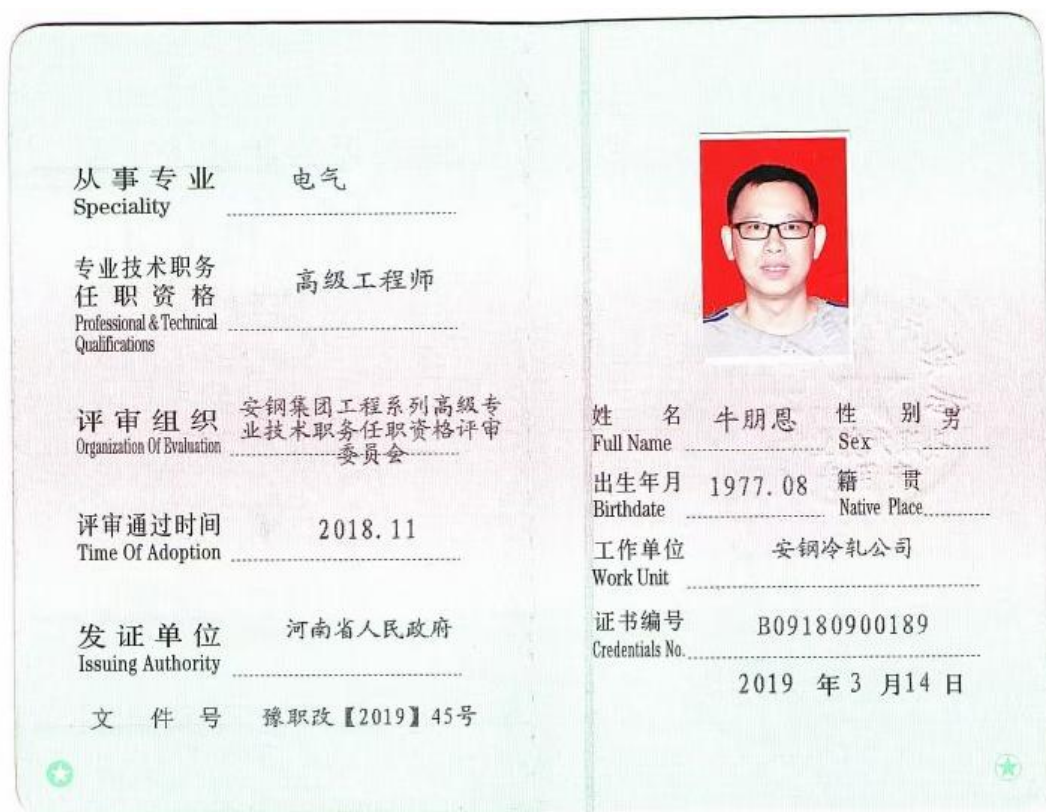 从事专业 电气
Speciality
专业技术职务
任职资格 高级工程师
Professional & Technical
Qualifications
评审组织 安钢集团工程系列高级专
业技术职务任职资格评审
委员会
Organization Of Evaluation
评审通过时间 2018.11
Time Of Adoption
发证单位 河南省人民政府
Issuing Authority
文件号 豫职改【2019】45号
姓名 牛朋恩 性别 男
Full Name Sex
出生年月 1977.08 籍贯
Birthdate Native Place
工作单位 安钢冷轧公司
Work Unit
证书编号 B09180900189
Credentials No.
2019 年 3 月 14 日